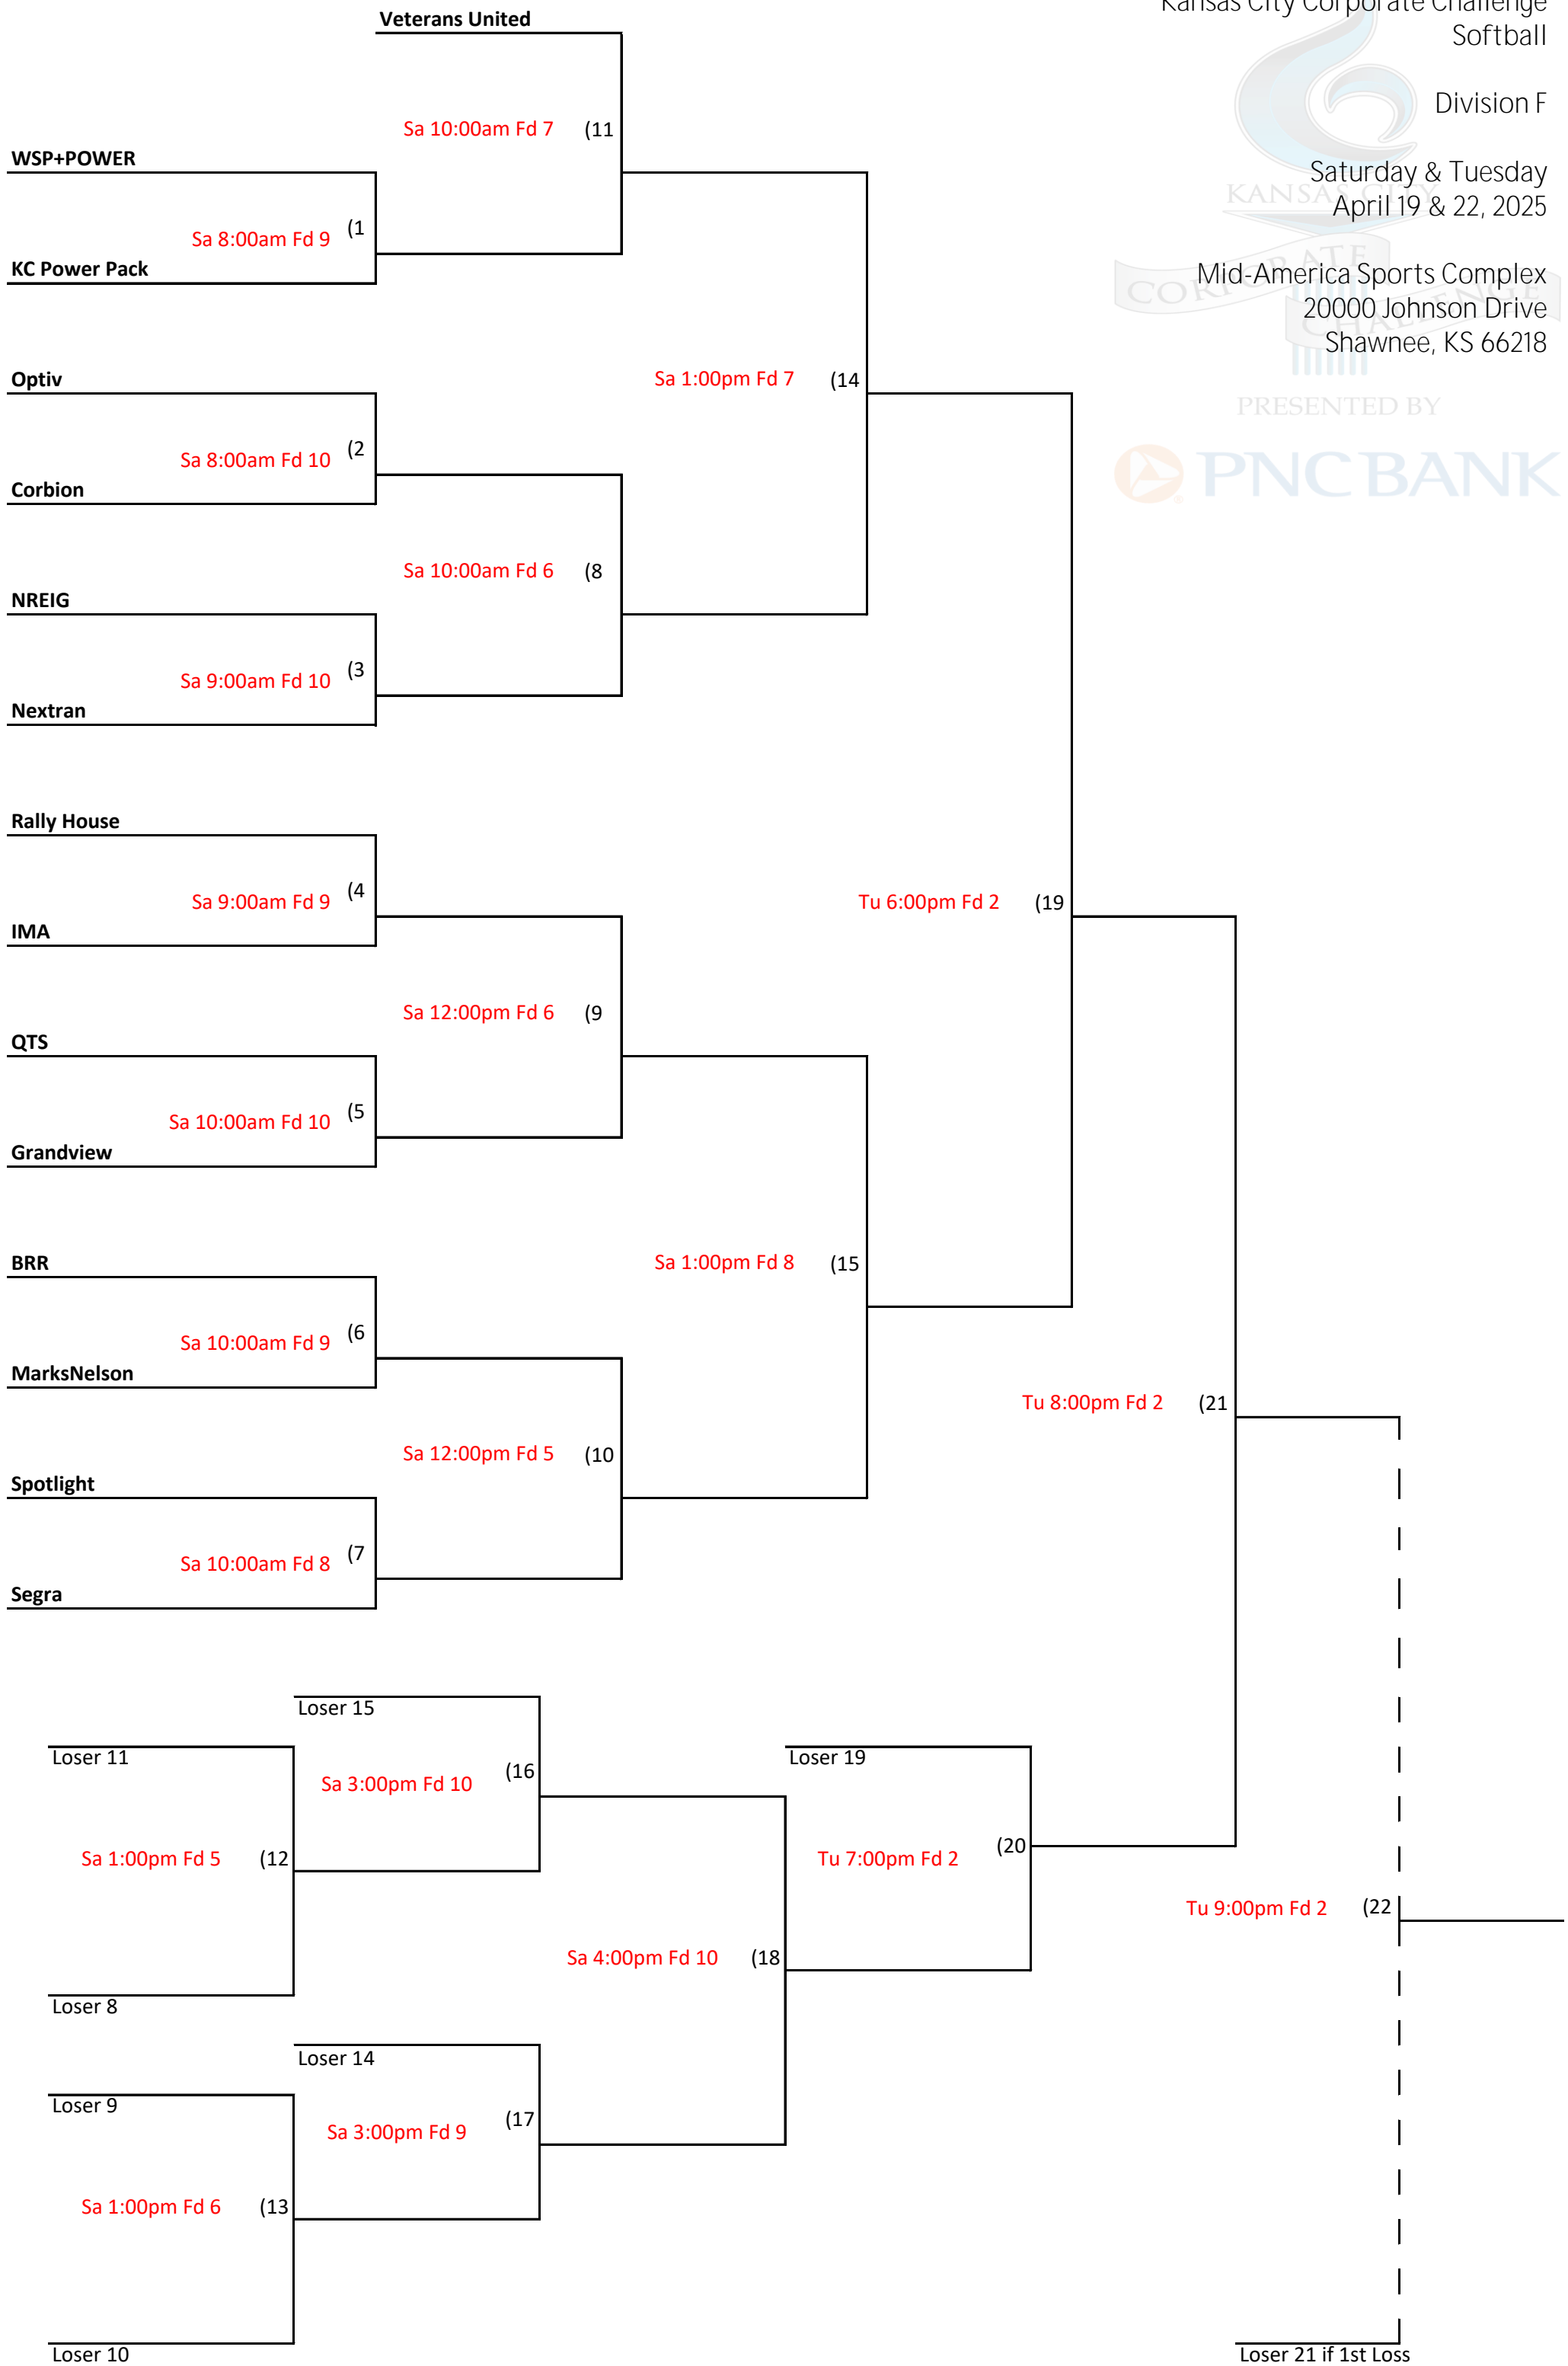 Veterans United
Kansas City Corporate Challenge
Softball
Division F
Saturday & Tuesday
April 19 & 22, 2025
Mid-America Sports Complex
20000 Johnson Drive
Shawnee, KS 66218
KANSAS CITY
CORPORATE
CHALLENGE
PRESENTED BY
PNC BANK
Sa 10:00am Fd 7 (11
WSP+POWER
Sa 8:00am Fd 9 (1
KC Power Pack
Optiv
Sa 1:00pm Fd 7 (14
Sa 8:00am Fd 10 (2
Corbion
Sa 10:00am Fd 6 (8
NREIG
Sa 9:00am Fd 10 (3
Nextran
Rally House
Sa 9:00am Fd 9 (4
Tu 6:00pm Fd 2 (19
IMA
Sa 12:00pm Fd 6 (9
QTS
Sa 10:00am Fd 10 (5
Grandview
BRR
Sa 1:00pm Fd 8 (15
Sa 10:00am Fd 9 (6
MarksNelson
Tu 8:00pm Fd 2 (21
Sa 12:00pm Fd 5 (10
Spotlight
Sa 10:00am Fd 8 (7
Segra
Loser 15
Loser 11
Loser 19
Sa 3:00pm Fd 10 (16
Sa 1:00pm Fd 5 (12
Tu 7:00pm Fd 2 (20
Tu 9:00pm Fd 2 (22
Sa 4:00pm Fd 10 (18
Loser 8
Loser 14
Loser 9
Sa 3:00pm Fd 9 (17
Sa 1:00pm Fd 6 (13
Loser 10
Loser 21 if 1st Loss